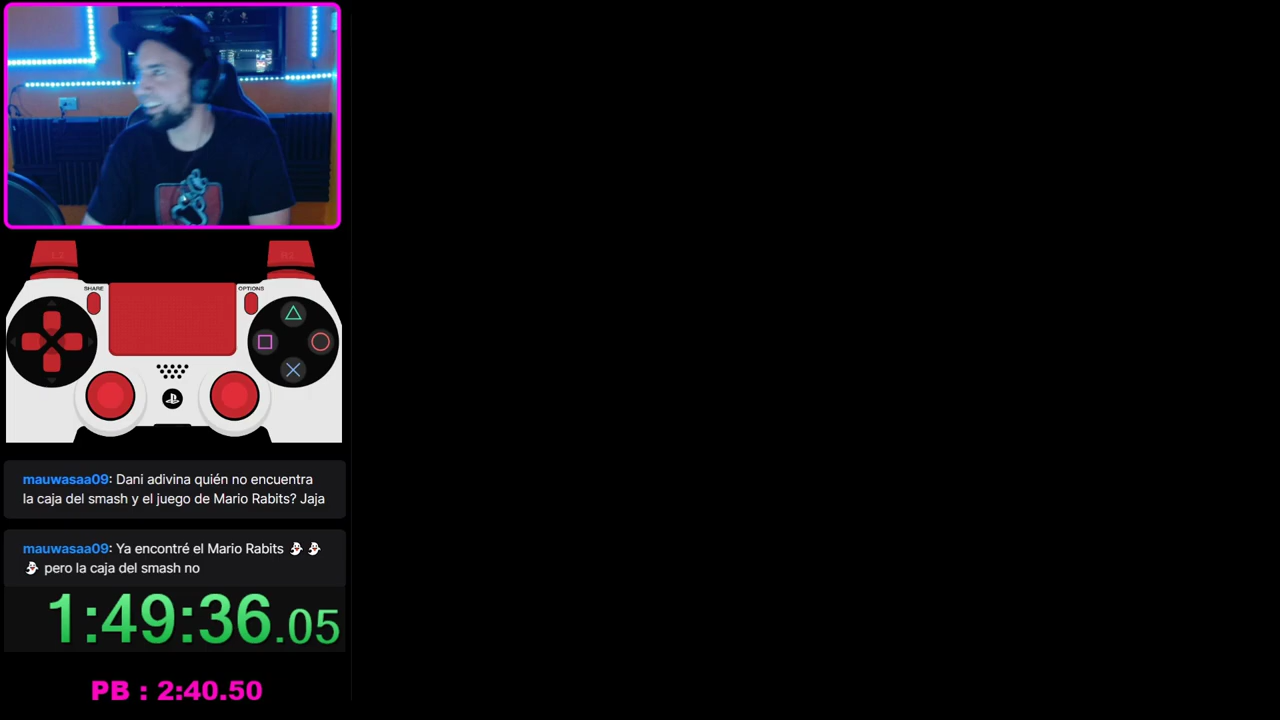 SHARE
OPTIONS
mauwasaa09: Dani adivina quién no encuentra
la caja del smash y el juego de Mario Rabits? Jaja
mauwasaa09: Ya encontré el Mario Rabits
pero la caja del smash no
1:49:36.05
PB : 2:40.50